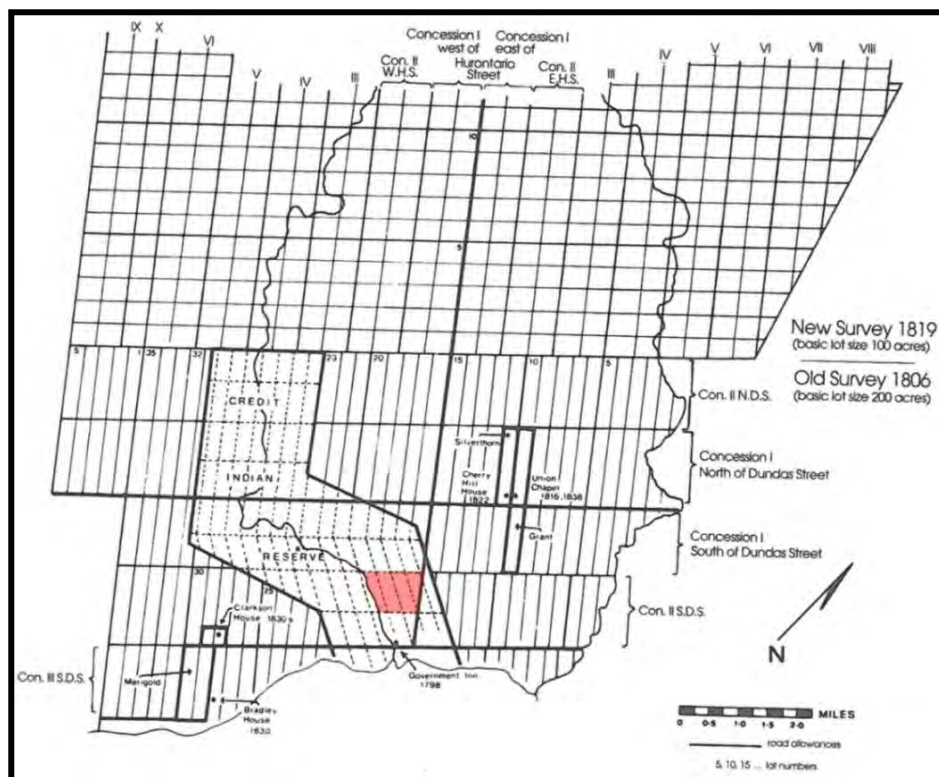 Concession I
west of
Hurontario
Street
Concession I
east of
Con. II
W.H.S.
Con. II
E.H.S.
IX
X
VI
V
IV
III
III
IV
V
VI
VII
VIII
10
5
New Survey 1819
(basic lot size 100 acres)
Old Survey 1806
(basic lot size 200 acres)
5
1
35
32
23
20
15
10
5
Con. II N.D.S.
CREDIT
Silverthorn
Concession I
North of Dundas Street
INDIAN
Cherry
Hill
House
1822
Union
Chapel
1816,1838
Grant
Concession I
South of Dundas Street
RESERVE
30
25
Con. II S.D.S.
Clarkson
House 1830's
Con. III S.D.S.
Merigold
Government Inn
1798
Bradley
House
1830
N
MILES
0 0·5 1·0 1·5 2·0
road allowances
5, 10, 15 ... lot numbers